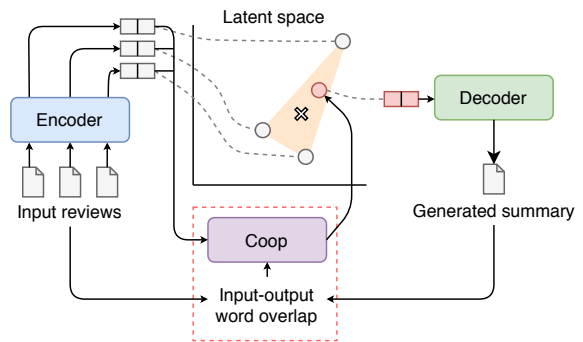 Latent space
Encoder
Decoder
Input reviews
Generated summary
Coop
Input-output
word overlap